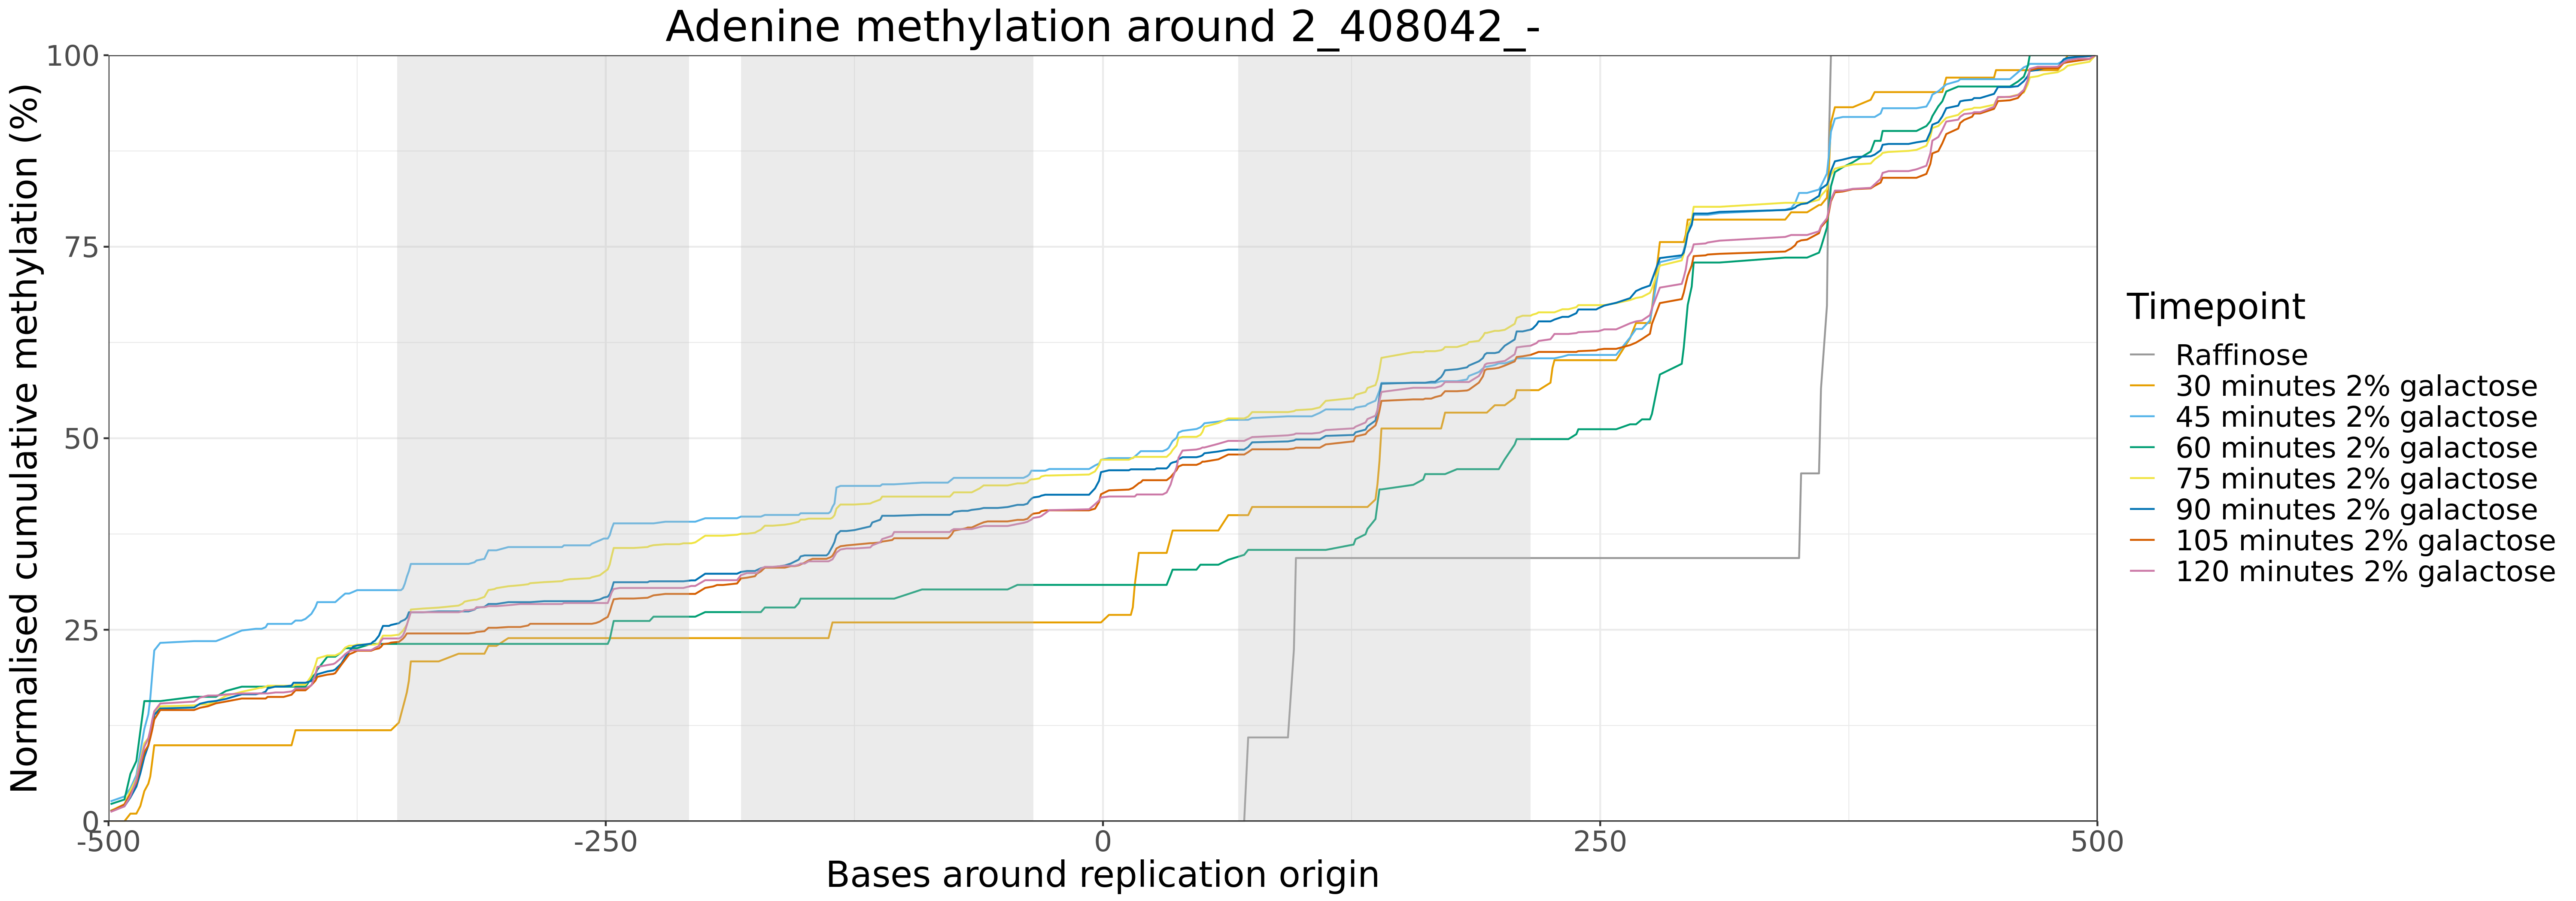 Adenine methylation around 2_408042_-
Normalised cumulative methylation (%)
100
75
50
25
0
-500
-250
0
250
500
Bases around replication origin
Timepoint
Raffinose
30 minutes 2% galactose
45 minutes 2% galactose
60 minutes 2% galactose
75 minutes 2% galactose
90 minutes 2% galactose
105 minutes 2% galactose
120 minutes 2% galactose